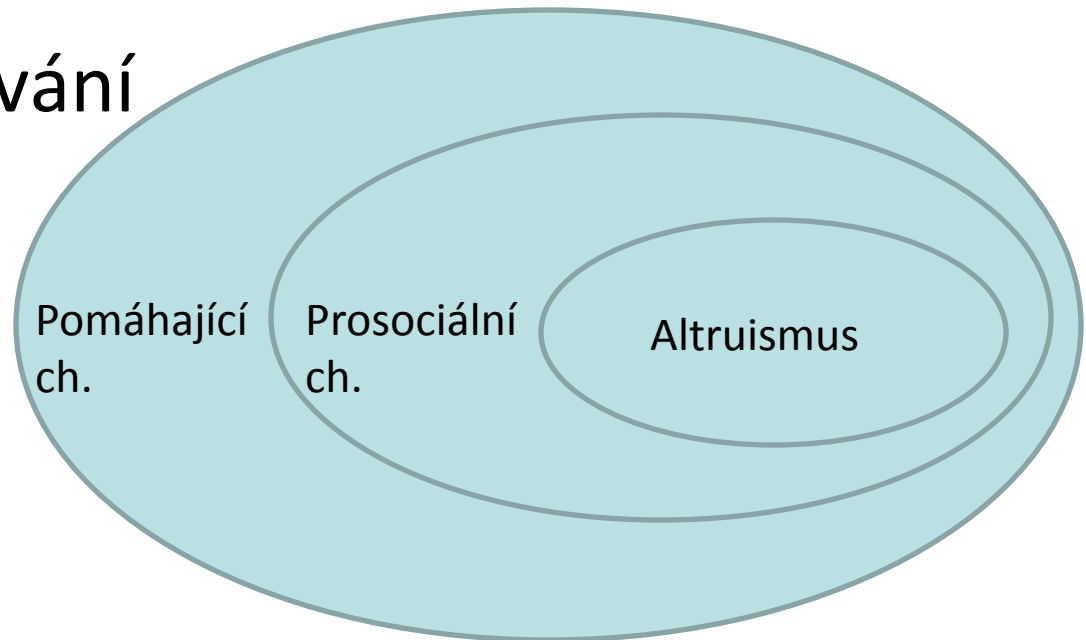 vání
Pomáhající
ch.
Prosociální
ch.
Altruismus